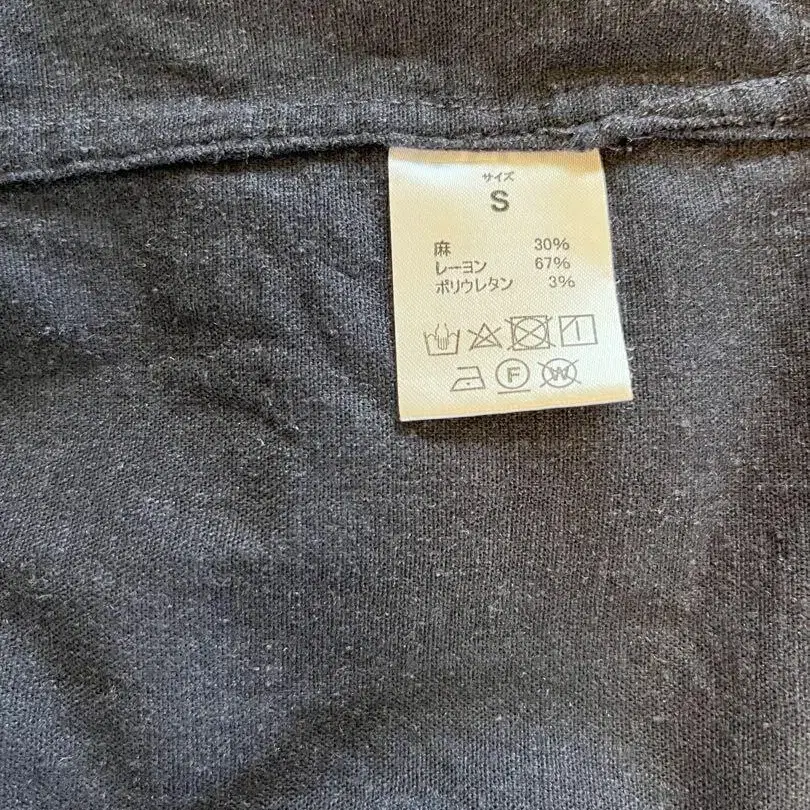 サイズ
S
麻 30%
レーヨン 67%
ポリウレタン 3%
F W